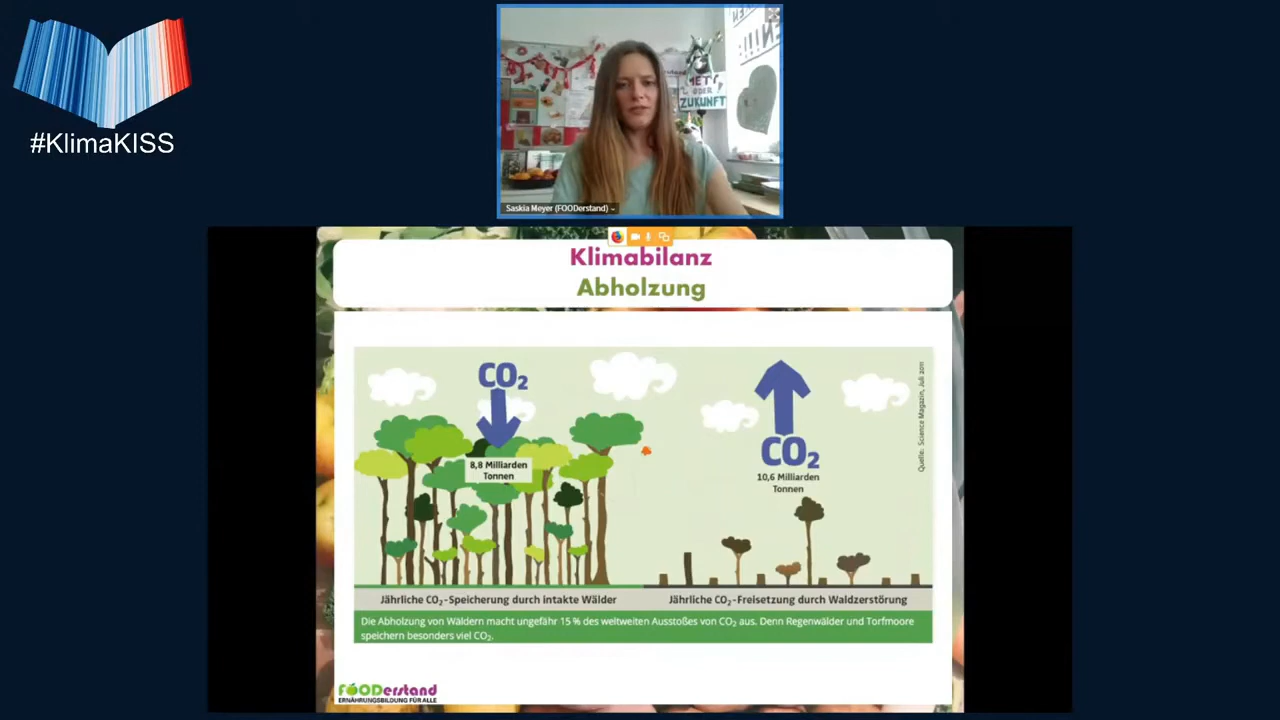 #KlimaKISS
ODER
ZUKUNFT
Saskia Meyer (FOODerstand)
Klimabilanz
Abholzung
CO₂
8,8 Milliarden
Tonnen
CO₂
10,6 Milliarden
Tonnen
Quelle: Science Magazin, Juli 2011
Jährliche CO₂-Speicherung durch intakte Wälder
Jährliche CO₂-Freisetzung durch Waldzerstörung
Die Abholzung von Wäldern macht ungefähr 15 % des weltweiten Ausstoßes von CO₂ aus. Denn Regenwälder und Torfmoore
speichern besonders viel CO₂.
FOODerstand
ERNÄHRUNGSBILDUNG FÜR ALLE